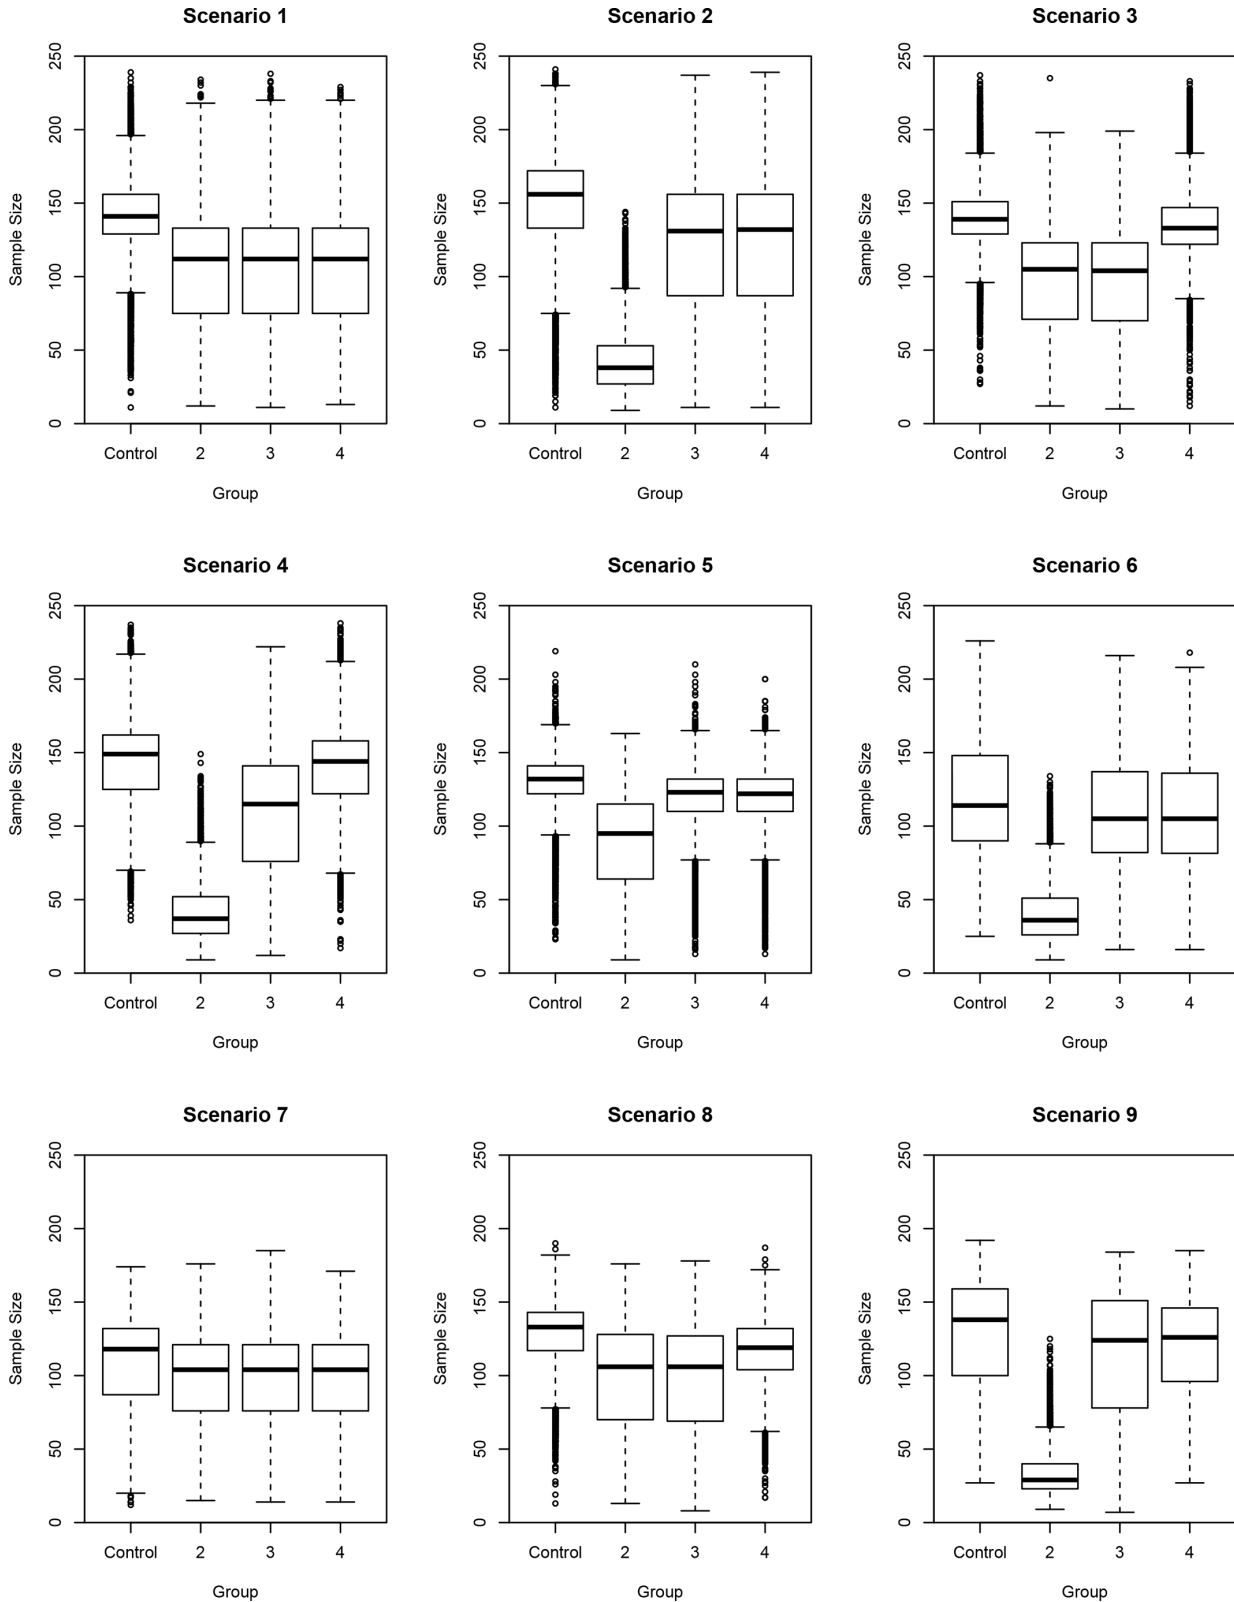 Scenario 1
Sample Size
0 50 100 150 200 250
Control 2 3 4
Group
Scenario 2
Sample Size
0 50 100 150 200 250
Control 2 3 4
Group
Scenario 3
Sample Size
0 50 100 150 200 250
Control 2 3 4
Group
Scenario 4
Sample Size
0 50 100 150 200 250
Control 2 3 4
Group
Scenario 5
Sample Size
0 50 100 150 200 250
Control 2 3 4
Group
Scenario 6
Sample Size
0 50 100 150 200 250
Control 2 3 4
Group
Scenario 7
Sample Size
0 50 100 150 200 250
Control 2 3 4
Group
Scenario 8
Sample Size
0 50 100 150 200 250
Control 2 3 4
Group
Scenario 9
Sample Size
0 50 100 150 200 250
Control 2 3 4
Group